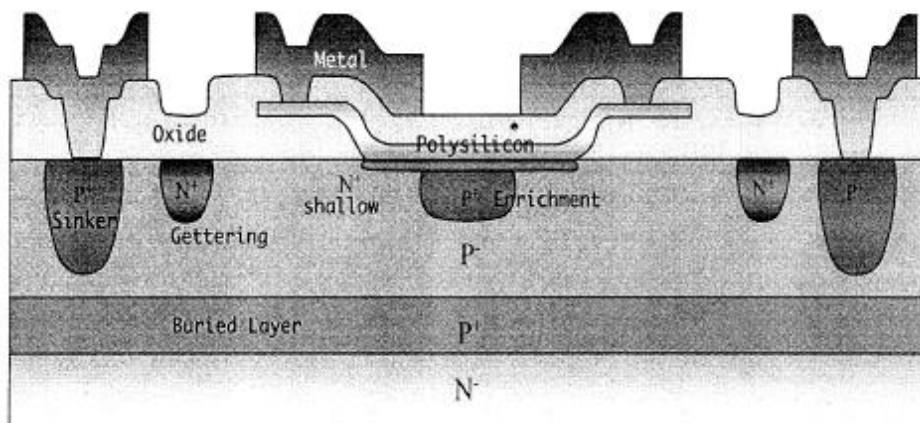 Metal
Oxide
Polysilicon
P⁺
Sinker
N⁺
N⁺
shallow
P⁺ Enrichment
N⁺
P
Gettering
P⁻
Buried Layer
P⁺
N⁻